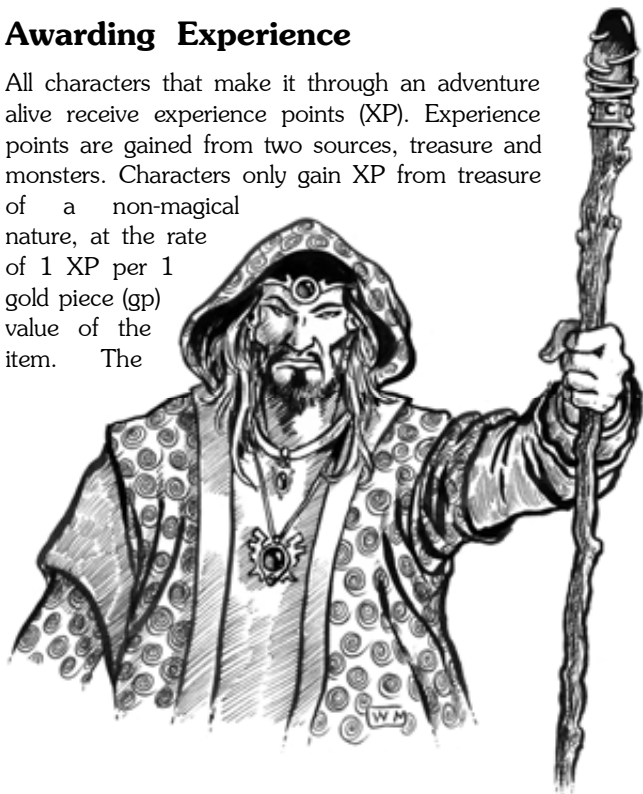 Awarding Experience
All characters that make it through an adventure
alive receive experience points (XP). Experience
points are gained from two sources, treasure and
monsters. Characters only gain XP from treasure
of a non-magical
nature, at the rate
of 1 XP per 1
gold piece (gp)
value of the
item. The
WM